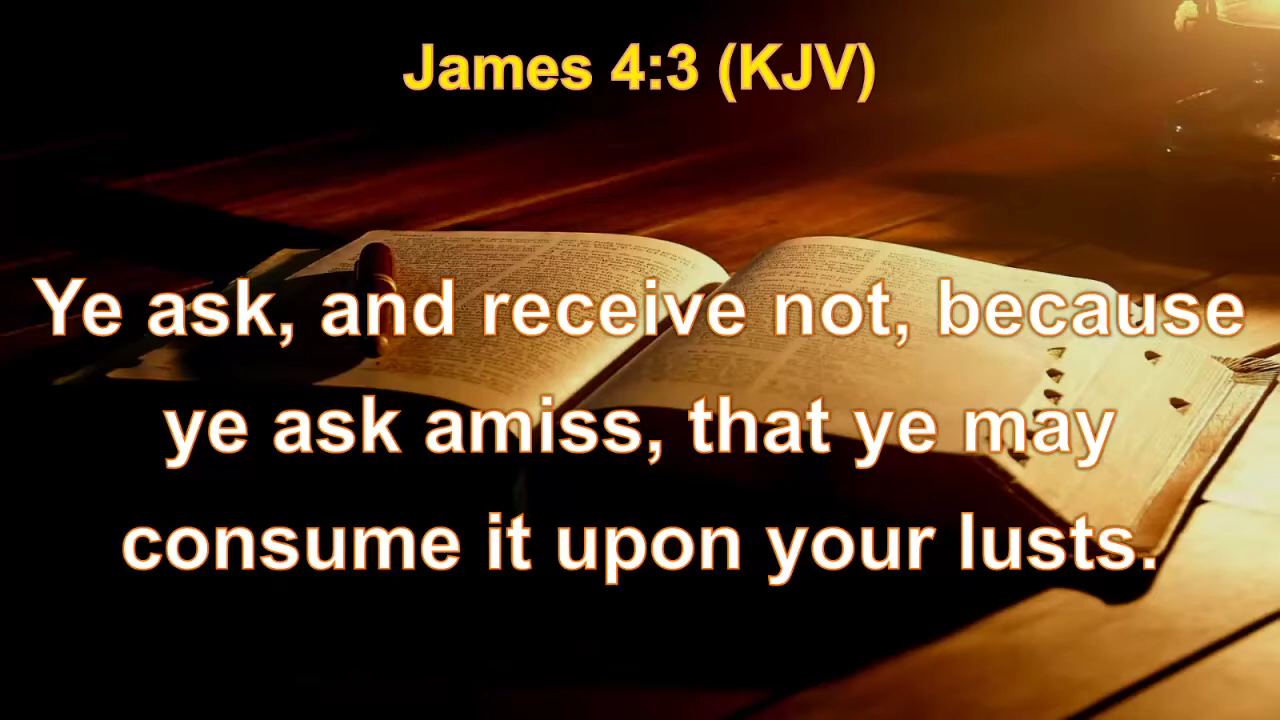 James 4:3 (KJV)
Ye ask, and receive not, because
ye ask amiss, that ye may
consume it upon your lusts.